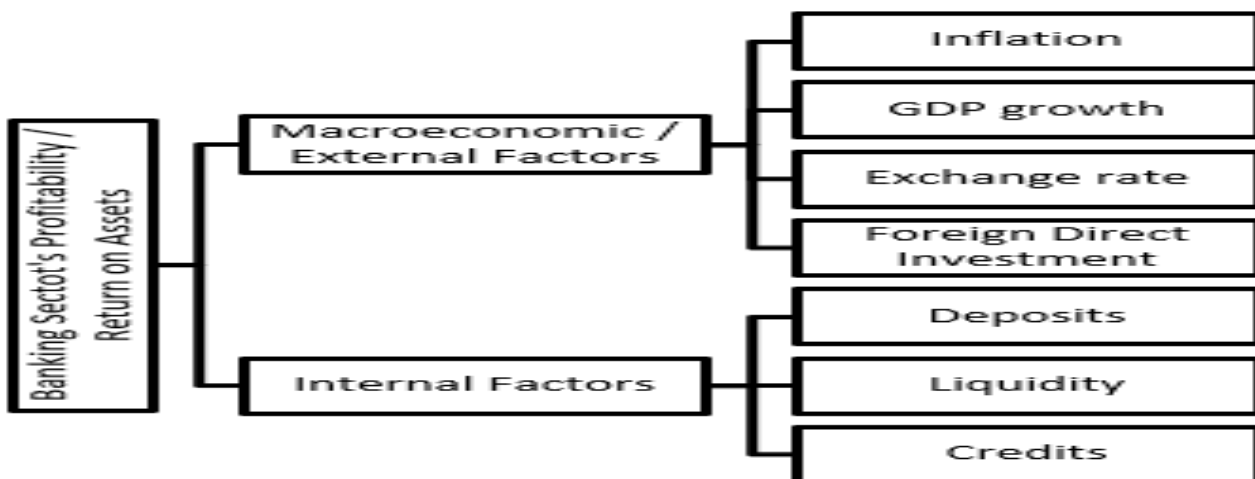 Banking Sectot's Profitability /
Return on Assets
Macroeconomic /
External Factors
Internal Factors
Inflation
GDP growth
Exchange rate
Foreign Direct
Investment
Deposits
Liquidity
Credits